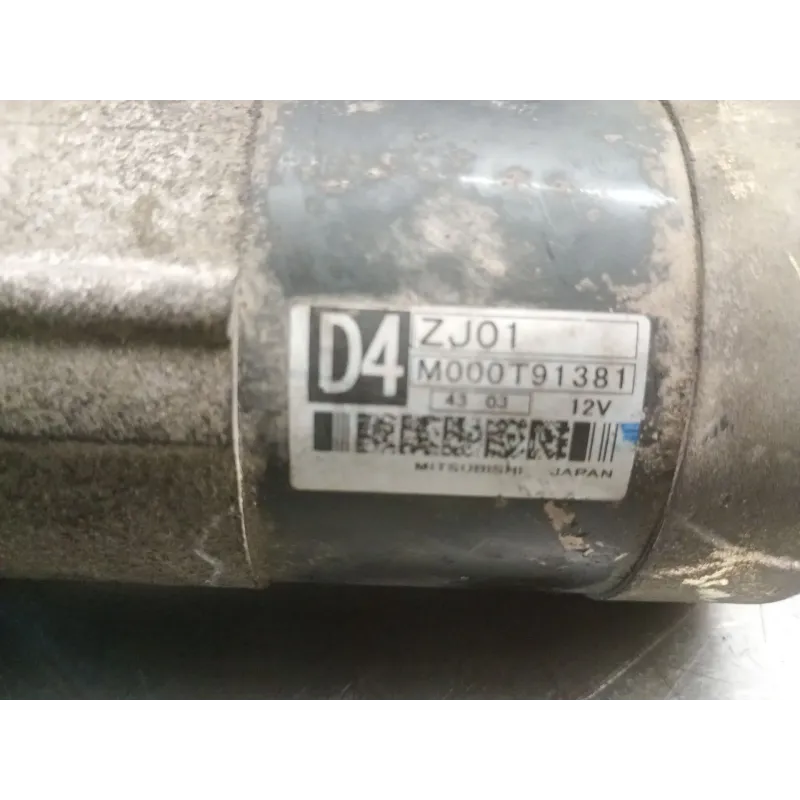 D4 ZJ01
M000T91381
43 03 12V
MITSUBISHI JAPAN